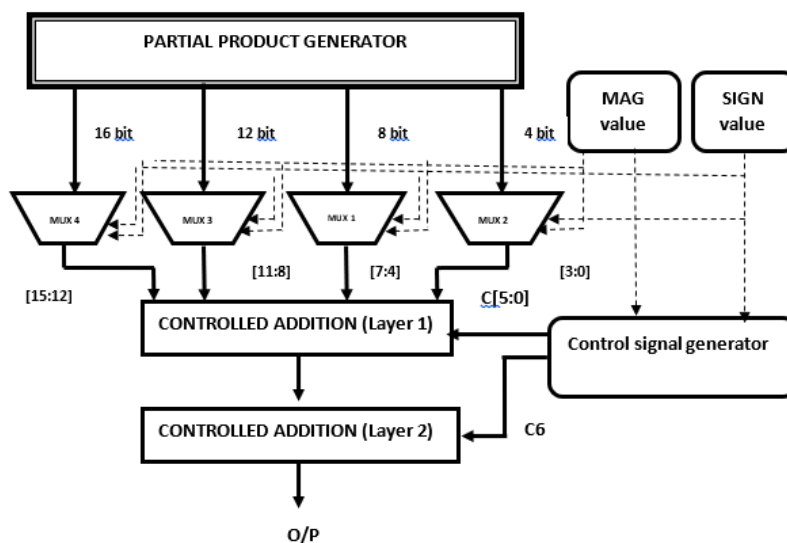 PARTIAL PRODUCT GENERATOR
MAG
value
SIGN
value
16 bit
12 bit
8 bit
4 bit
MUX 4
MUX 3
MUX 1
MUX 2
[15:12]
[11:8]
[7:4]
[3:0]
C[5:0]
CONTROLLED ADDITION (Layer 1)
Control signal generator
CONTROLLED ADDITION (Layer 2)
C6
O/P